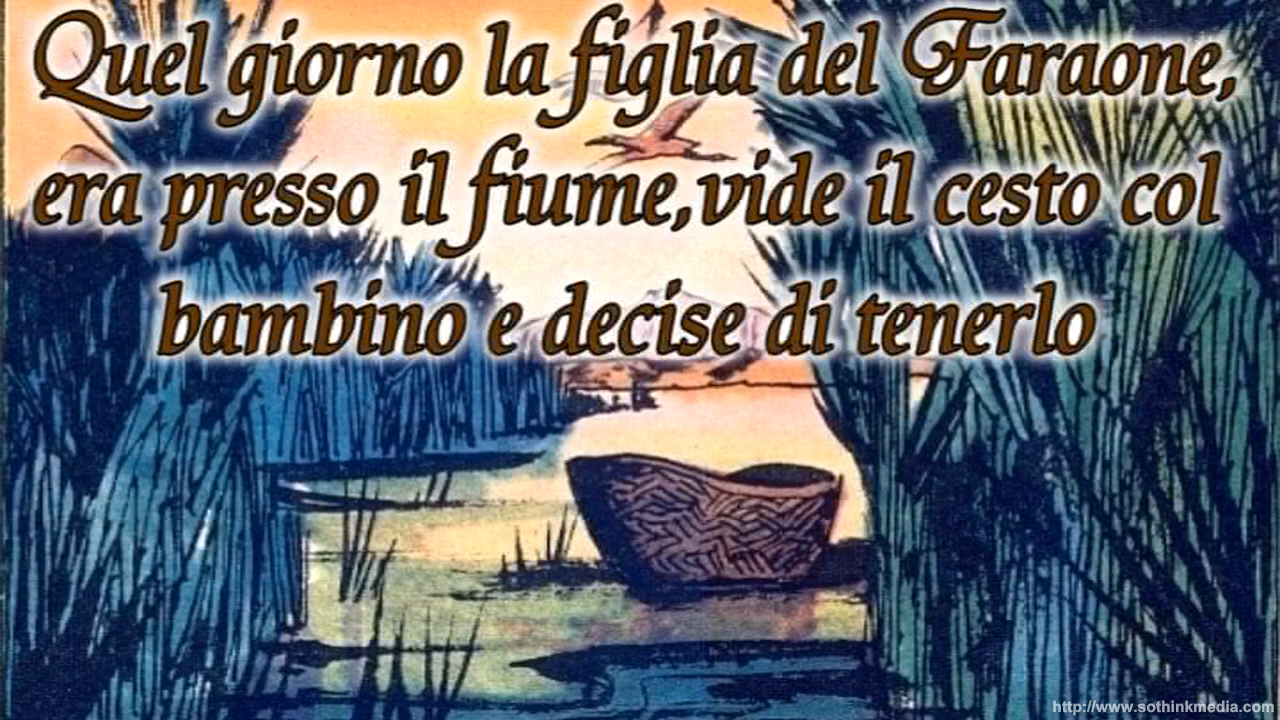 Quel giorno la figlia del Faraone,
era presso il fiume,vide il cesto col
bambino e decise di tenerlo
http://www.sothinkmedia.com